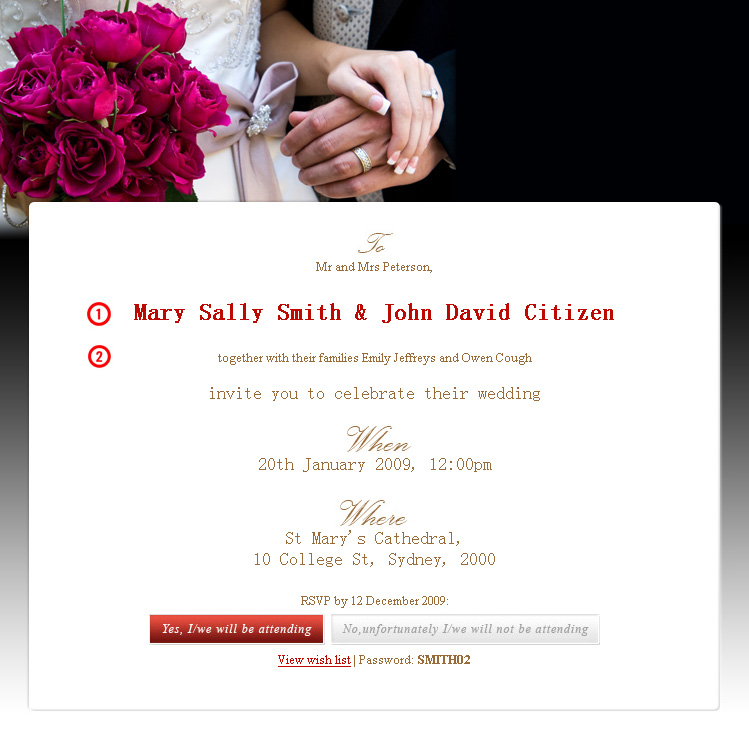 To
Mr and Mrs Peterson,
1 Mary Sally Smith & John David Citizen
2 together with their families Emily Jeffreys and Owen Cough
invite you to celebrate their wedding
When
20th January 2009, 12:00pm
Where
St Mary's Cathedral,
10 College St, Sydney, 2000
RSVP by 12 December 2009:
Yes, I/we will be attending No,unfortunately I/we will not be attending
View wish list | Password: SMITH02